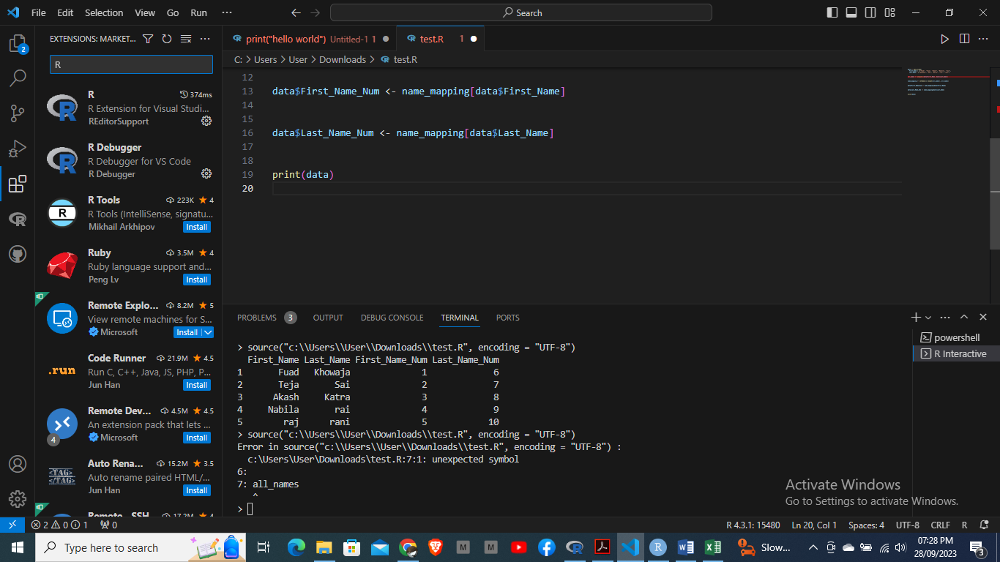 File Edit Selection View Go Run ··· Search
EXTENSIONS: MARKET...
R
R 374ms
R Extension for Visual Studi...
REditorSupport
R Debugger
R Debugger for VS Code
R Debugger
R Tools 223K ★ 4
R Tools (IntelliSense, signatu...
Mikhail Arkhipov Install
Ruby 3.5M ★ 4
Ruby language support and...
Peng Lv Install
Remote Explo... 8.2M ★ 5
View remote machines for S...
Microsoft Install
Code Runner 21.9M ★ 4.5
.run
Run C, C++, Java, JS, PHP, P...
Jun Han Install
Remote Dev... 4.5M ★ 4.5
An extension pack that lets ...
4 Microsoft Install
Auto Rena... 15.2M ★ 3.5
<TAG>
</TAG>
Auto rename paired HTML/...
Jun Han Install
Remote - SSH 17.2M ★ 4
2
print("hello world") Untitled-1 1 ● test.R 1 ●
C: > Users > User > Downloads > test.R
12
13 data$First_Name_Num <- name_mapping[data$First_Name]
14
15
16 data$Last_Name_Num <- name_mapping[data$Last_Name]
17
18
19 print(data)
20
PROBLEMS 3 OUTPUT DEBUG CONSOLE TERMINAL PORTS
powershell
R Interactive
> source("c:\\Users\\User\\Downloads\\test.R", encoding = "UTF-8")
First_Name Last_Name First_Name_Num Last_Name_Num
1 Fuad Khowaja 1 6
2 Teja Sai 2 7
3 Akash Katra 3 8
4 Nabila rai 4 9
5 raj rani 5 10
> source("c:\\Users\\User\\Downloads\\test.R", encoding = "UTF-8")
Error in source("c:\\Users\\User\\Downloads\\test.R", encoding = "UTF-8") :
c:\Users\User\Downloads\test.R:7:1: unexpected symbol
6:
7: all_names
^
>
Activate Windows
Go to Settings to activate Windows.
2 0 1 0 R 4.3.1: 15480 Ln 20, Col 1 Spaces: 4 UTF-8 CRLF R
Type here to search M M Slow... 07:28 PM
28/09/2023 3